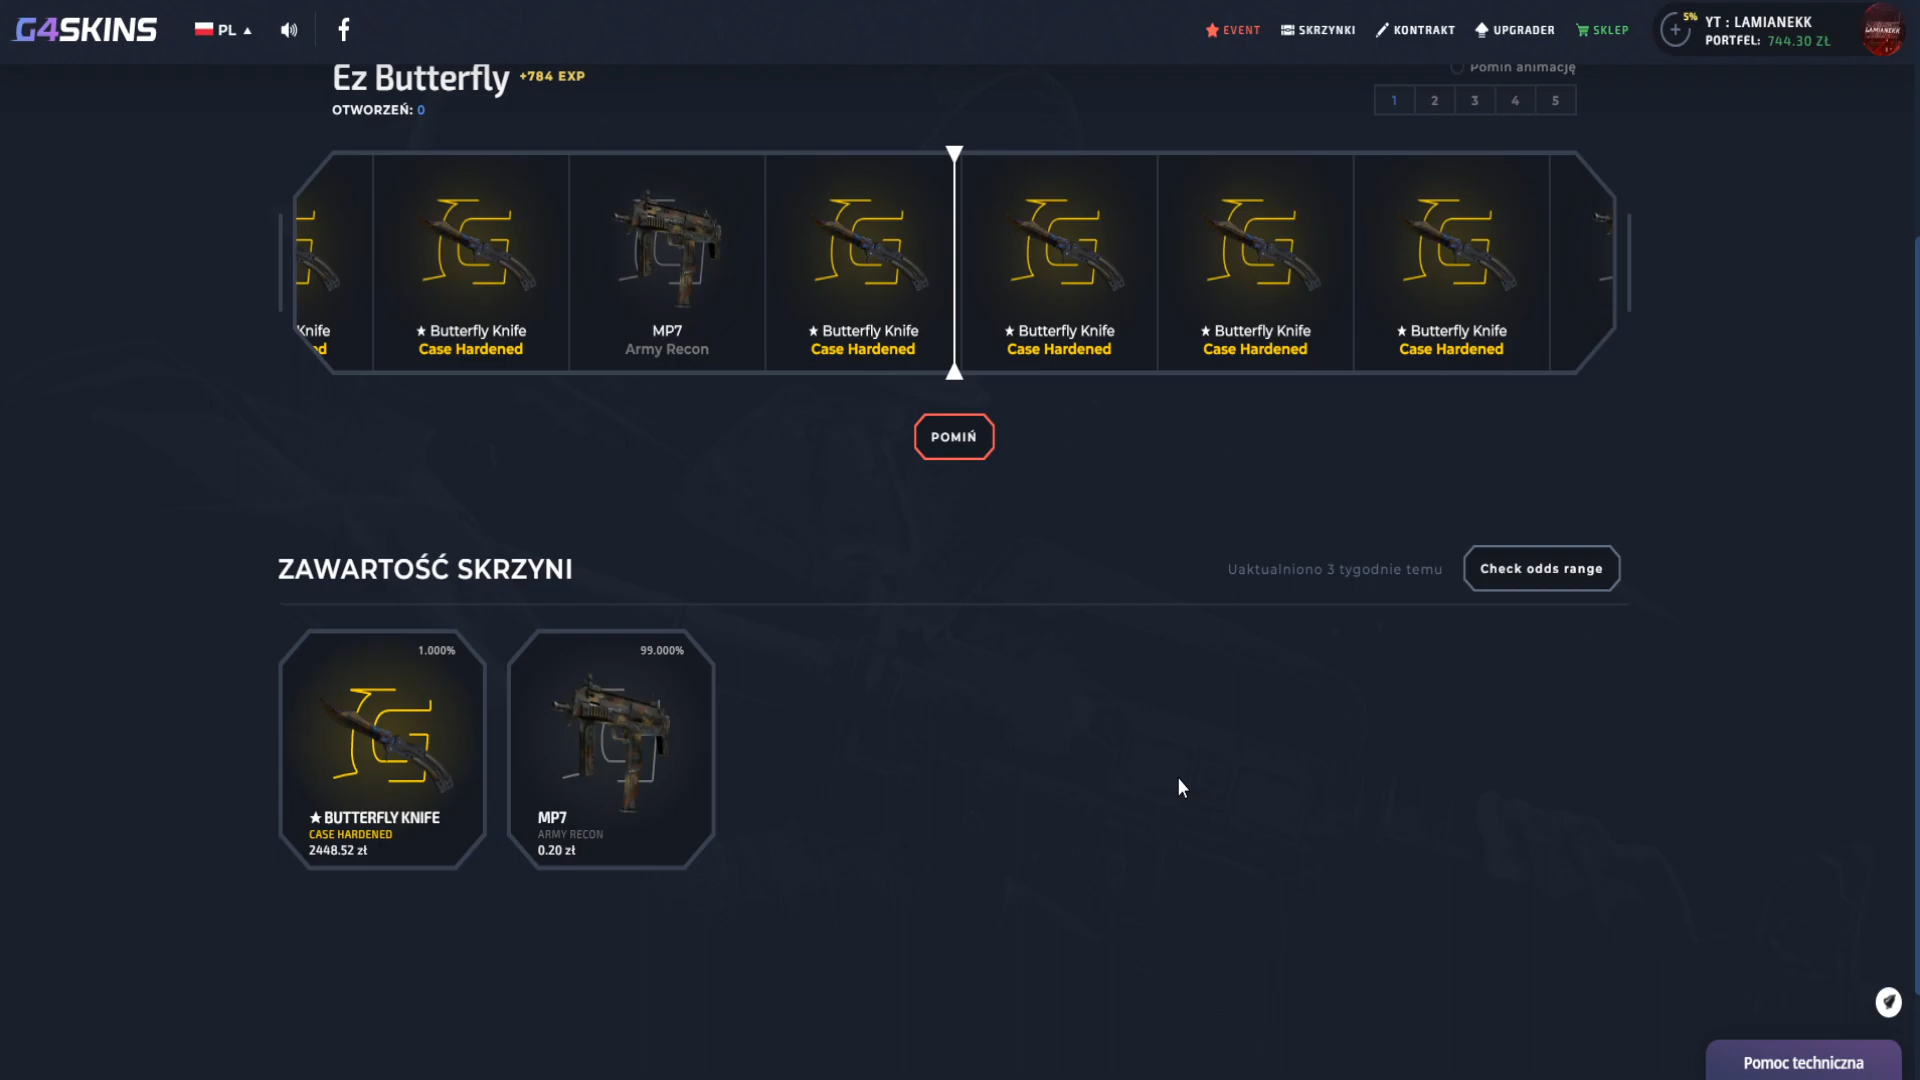 G4SKINS
PL
EVENT
SKRZYNKI
KONTRAKT
UPGRADER
SKLEP
5%
YT : LAMIANEKK
PORTFEL: 744.30 ZŁ
LAMIANEKK
Ez Butterfly +784 EXP
Pomiń animację
OTWORZEŃ: 0
1 2 3 4 5
Knife
★ Butterfly Knife
Case Hardened
MP7
Army Recon
★ Butterfly Knife
Case Hardened
★ Butterfly Knife
Case Hardened
★ Butterfly Knife
Case Hardened
★ Butterfly Knife
Case Hardened
POMIŃ
ZAWARTOŚĆ SKRZYNI
Uaktualniono 3 tygodnie temu
Check odds range
1.000%
★ BUTTERFLY KNIFE
CASE HARDENED
2448.52 zł
99.000%
MP7
ARMY RECON
0.20 zł
Pomoc techniczna